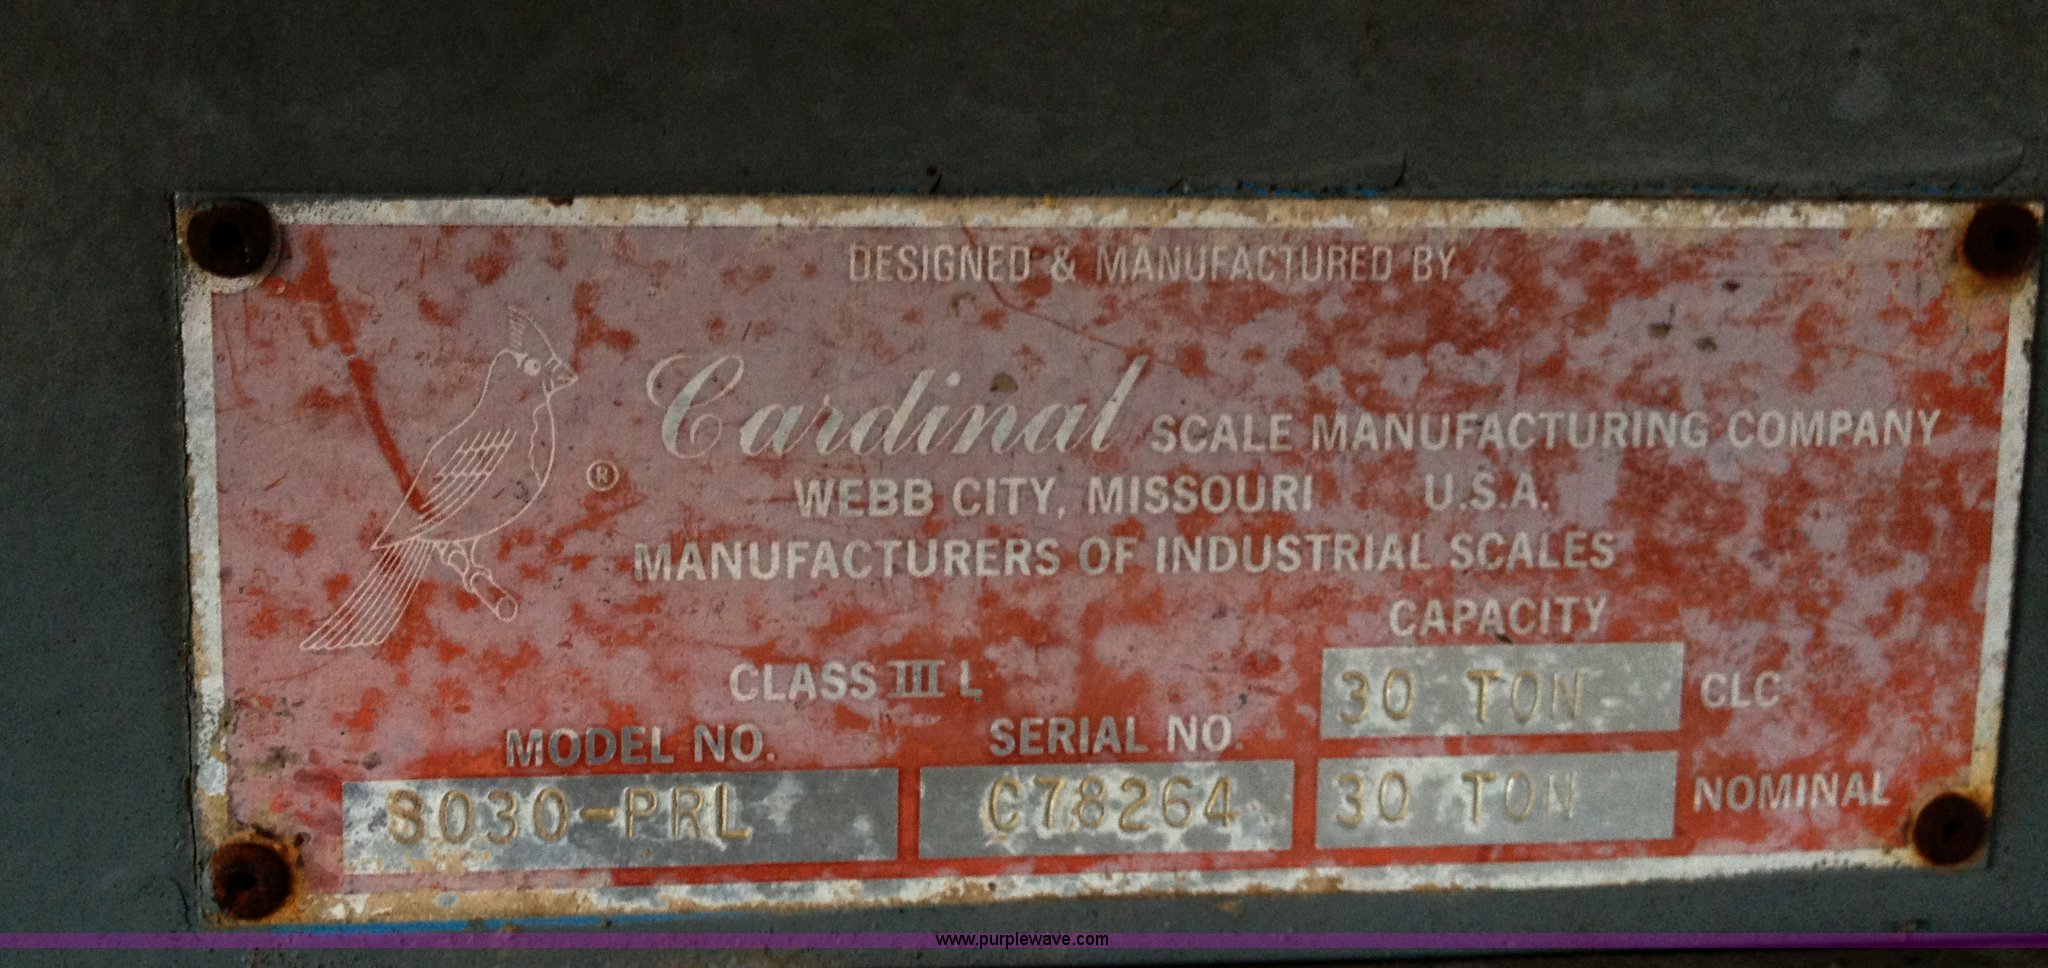 DESIGNED & MANUFACTURED BY
Cardinal SCALE MANUFACTURING COMPANY
®
WEBB CITY, MISSOURI U.S.A.
MANUFACTURERS OF INDUSTRIAL SCALES
CAPACITY
CLASS III L
30 TON CLC
MODEL NO. SERIAL NO.
S030-PRL C78264 30 TON NOMINAL
www.purplewave.com